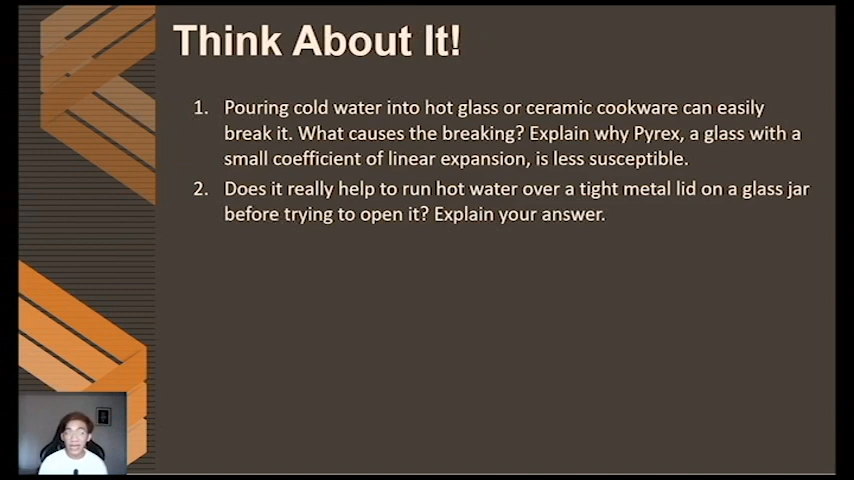 Think About It!
1. Pouring cold water into hot glass or ceramic cookware can easily
break it. What causes the breaking? Explain why Pyrex, a glass with a
small coefficient of linear expansion, is less susceptible.
2. Does it really help to run hot water over a tight metal lid on a glass jar
before trying to open it? Explain your answer.